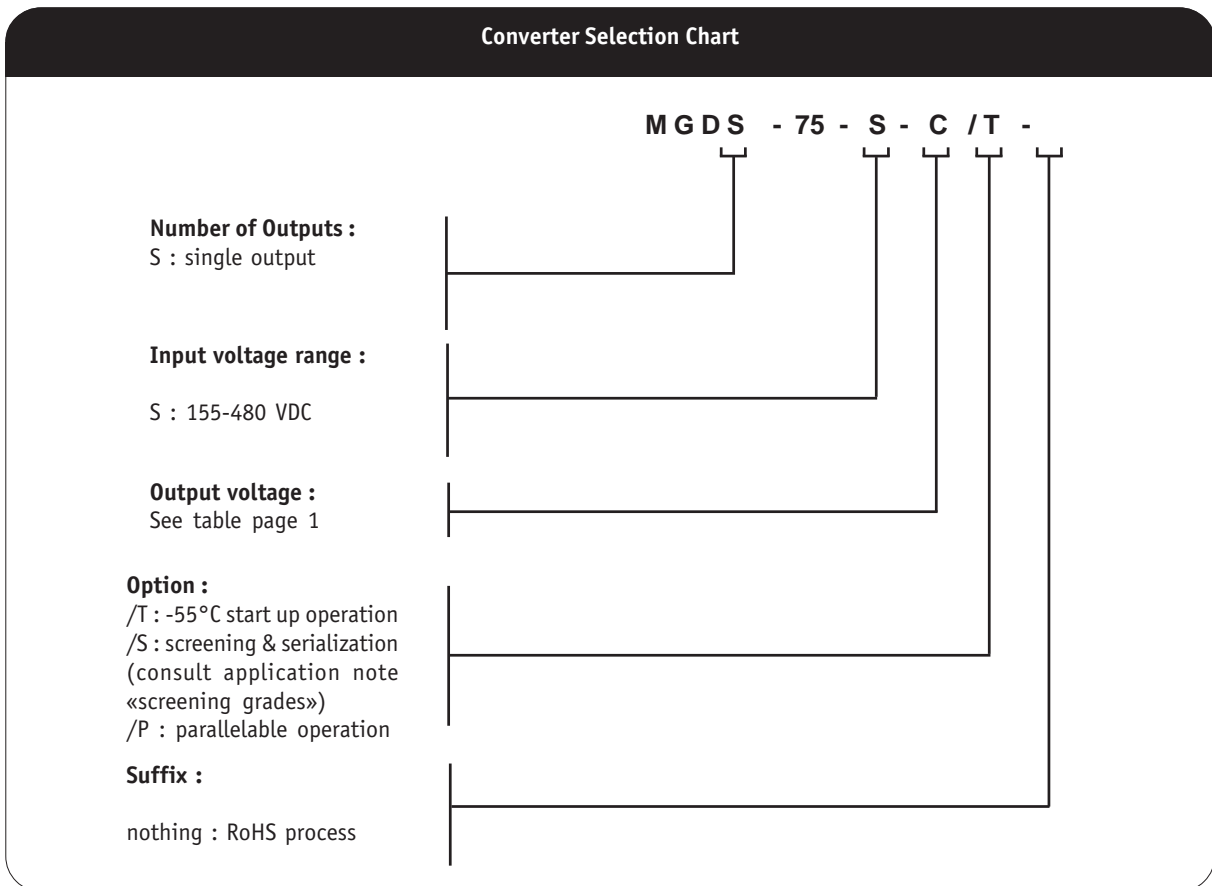 Converter Selection Chart
MGDS - 75 - S - C /T -
Number of Outputs :
S : single output
Input voltage range :
S : 155-480 VDC
Output voltage :
See table page 1
Option :
/T : -55°C start up operation
/S : screening & serialization
(consult application note
«screening grades»)
/P : parallelable operation
Suffix :
nothing : RoHS process